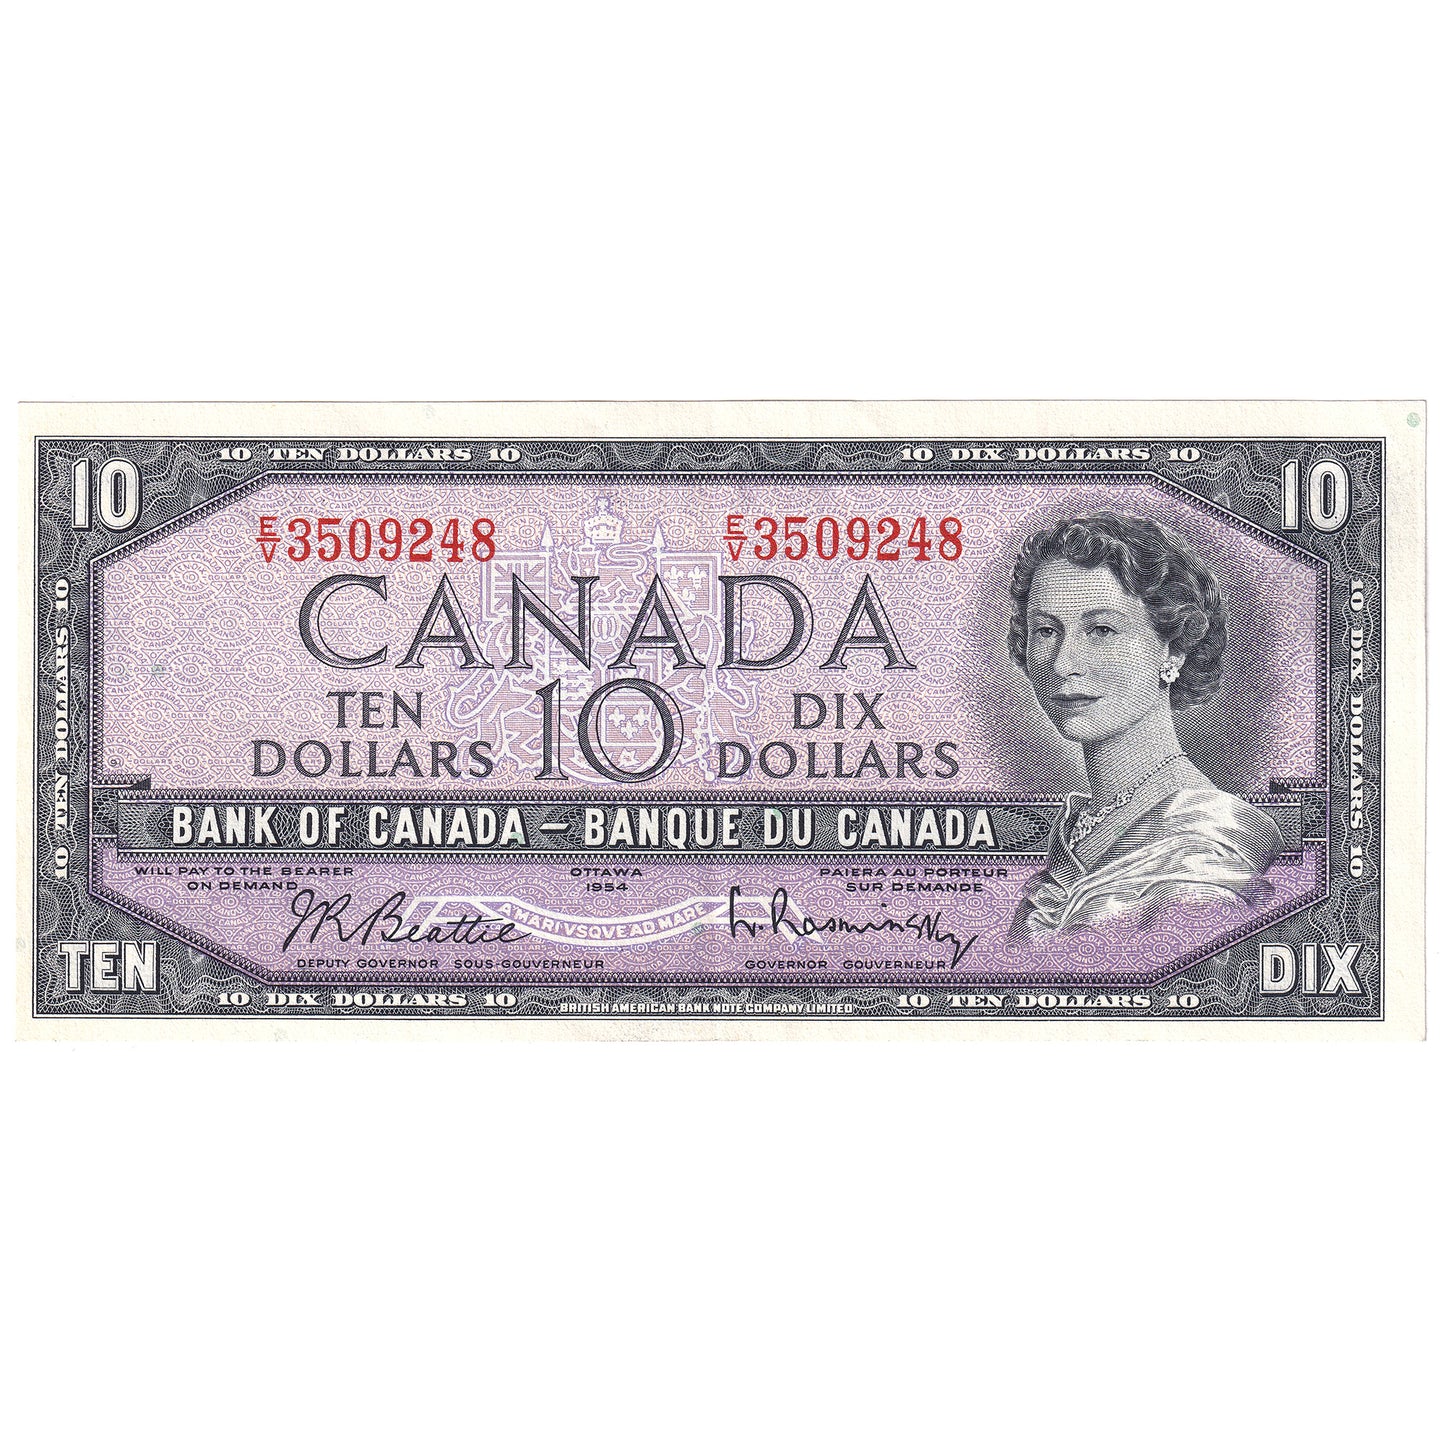 10 TEN DOLLARS 10
10 DIX DOLLARS 10
10
10
E/V 3509248
E/V 3509248
CANADA
TEN DOLLARS
10
DIX DOLLARS
10 TEN DOLLARS 10
10 DIX DOLLARS 10
BANK OF CANADA – BANQUE DU CANADA
WILL PAY TO THE BEARER
ON DEMAND
OTTAWA
1954
PAIERA AU PORTEUR
SUR DEMANDE
J.R. Beattie
A MARI VSQVE AD MARE
L. Rasminsky
DEPUTY GOVERNOR SOUS-GOUVERNEUR
GOVERNOR GOUVERNEUR
TEN
DIX
10 DIX DOLLARS 10
BRITISH AMERICAN BANK NOTE COMPANY LIMITED
10 TEN DOLLARS 10